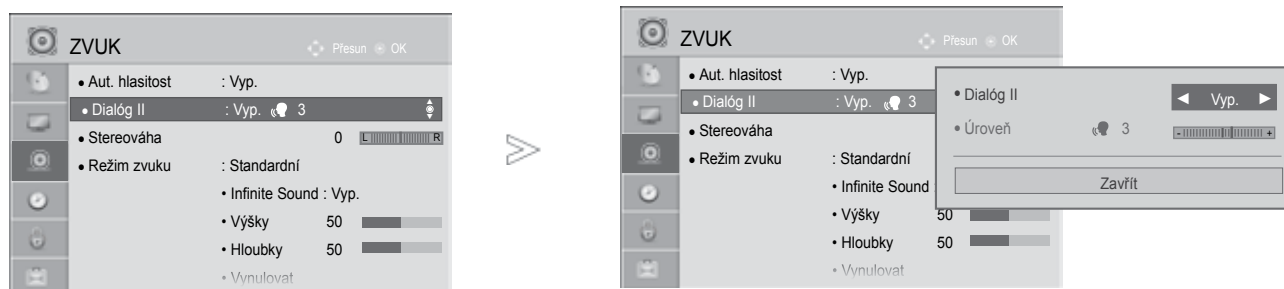 ZVUK
Přesun OK
• Aut. hlasitost : Vyp.
• Dialóg II : Vyp. 3
• Stereováha 0 L R
• Režim zvuku : Standardní
• Infinite Sound : Vyp.
• Výšky 50
• Hloubky 50
• Vynulovat
ZVUK
Přesun OK
• Aut. hlasitost : Vyp.
• Dialóg II : Vyp. 3
• Stereováha
• Režim zvuku : Standardní
• Infinite Sound :
• Výšky 50
• Hloubky 50
• Vynulovat
• Dialóg II ◄ Vyp. ►
• Úroveň 3 - +
Zavřít